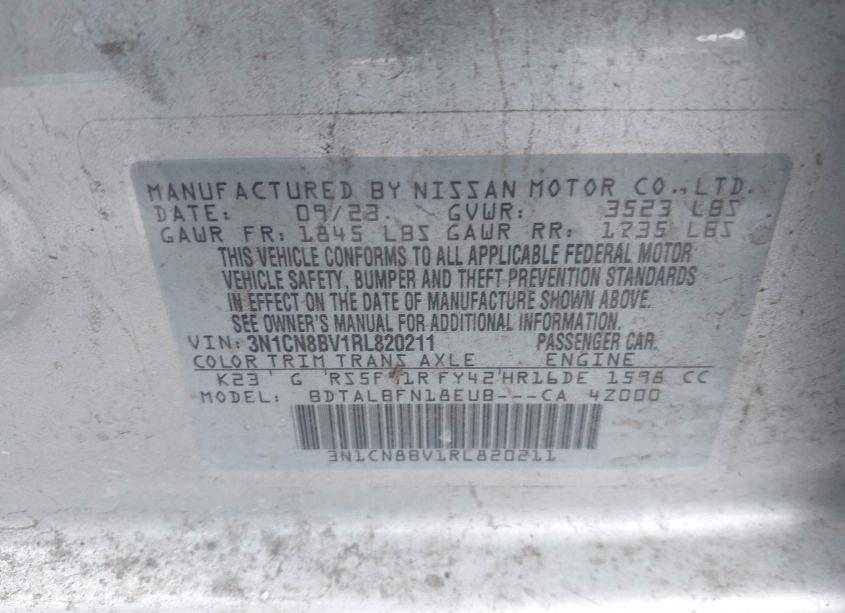 MANUFACTURED BY NISSAN MOTOR CO.,LTD.
DATE: 09/23. GVWR: 3523 LBS
GAWR FR: 1845 LBS GAWR RR: 1735 LBS
THIS VEHICLE CONFORMS TO ALL APPLICABLE FEDERAL MOTOR
VEHICLE SAFETY, BUMPER AND THEFT PREVENTION STANDARDS
IN EFFECT ON THE DATE OF MANUFACTURE SHOWN ABOVE.
SEE OWNER'S MANUAL FOR ADDITIONAL INFORMATION.
VIN: 3N1CN8BV1RL820211 PASSENGER CAR.
COLOR TRIM TRANS AXLE ENGINE
K23 G RS5F91R FY42 HR16DE 1598 CC
MODEL: BDTALBFN18EUB---CA 4Z000
3N1CN8BV1RL820211